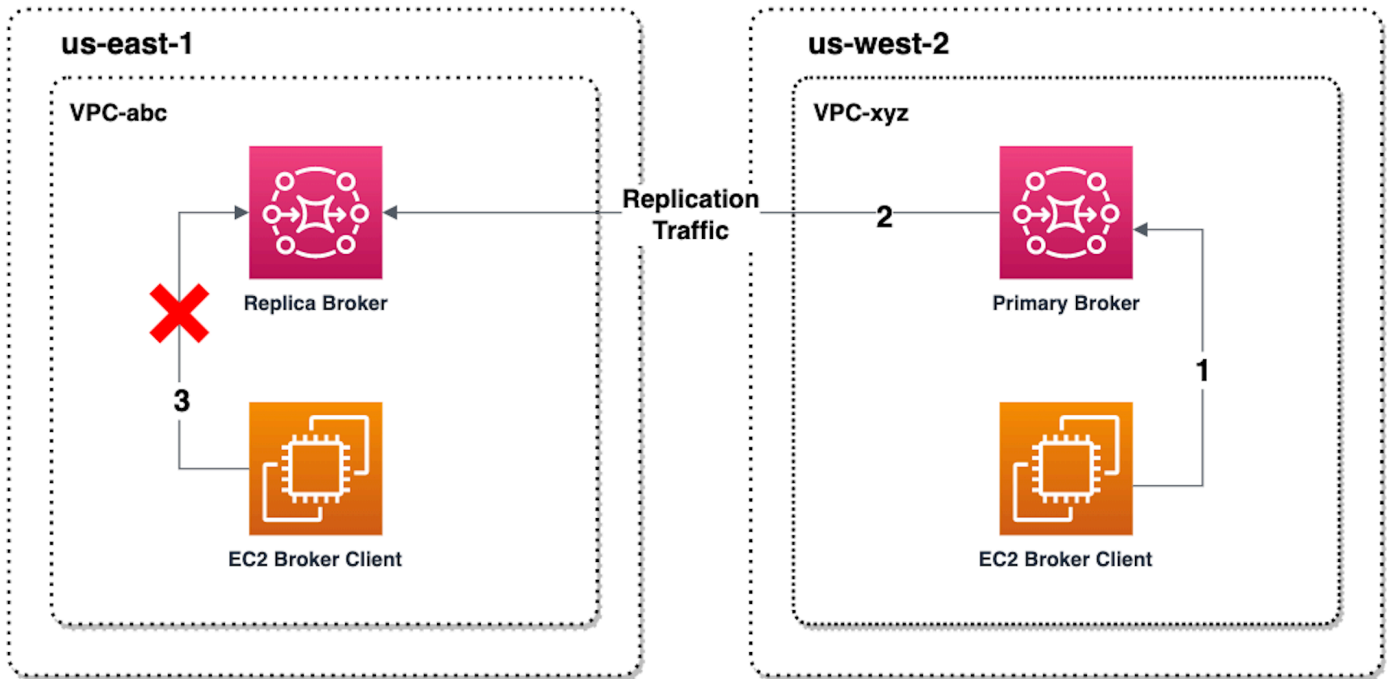 us-east-1
VPC-abc
Replica Broker
3
EC2 Broker Client
Replication
Traffic
2
us-west-2
VPC-xyz
Primary Broker
1
EC2 Broker Client